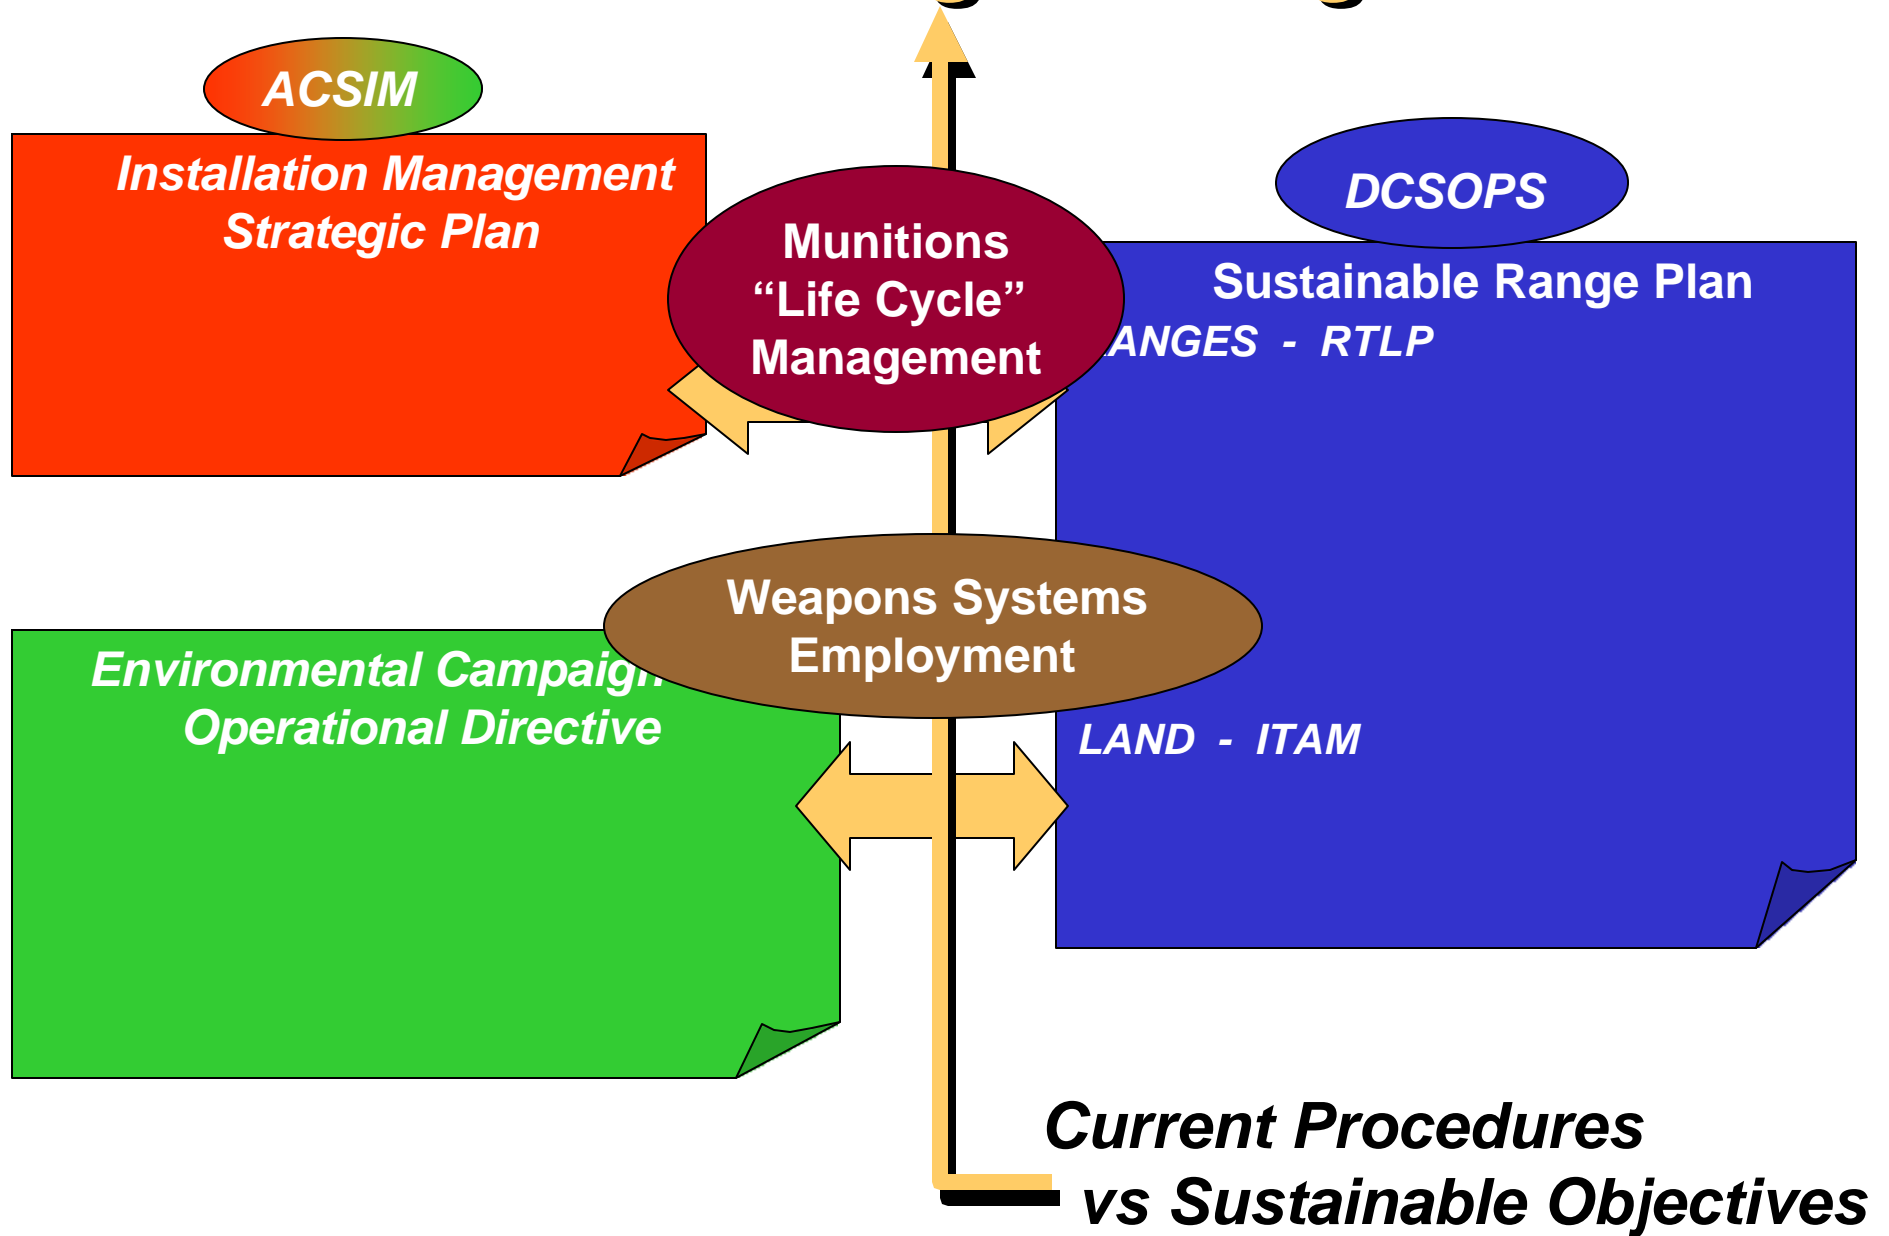 ACSIM
Installation Management
Strategic Plan
Munitions
“Life Cycle”
Management
DCSOPS
Sustainable Range Plan
ANGES - RTLP
Weapons Systems
Employment
Environmental Campaign
Operational Directive
LAND - ITAM
Current Procedures
vs Sustainable Objectives